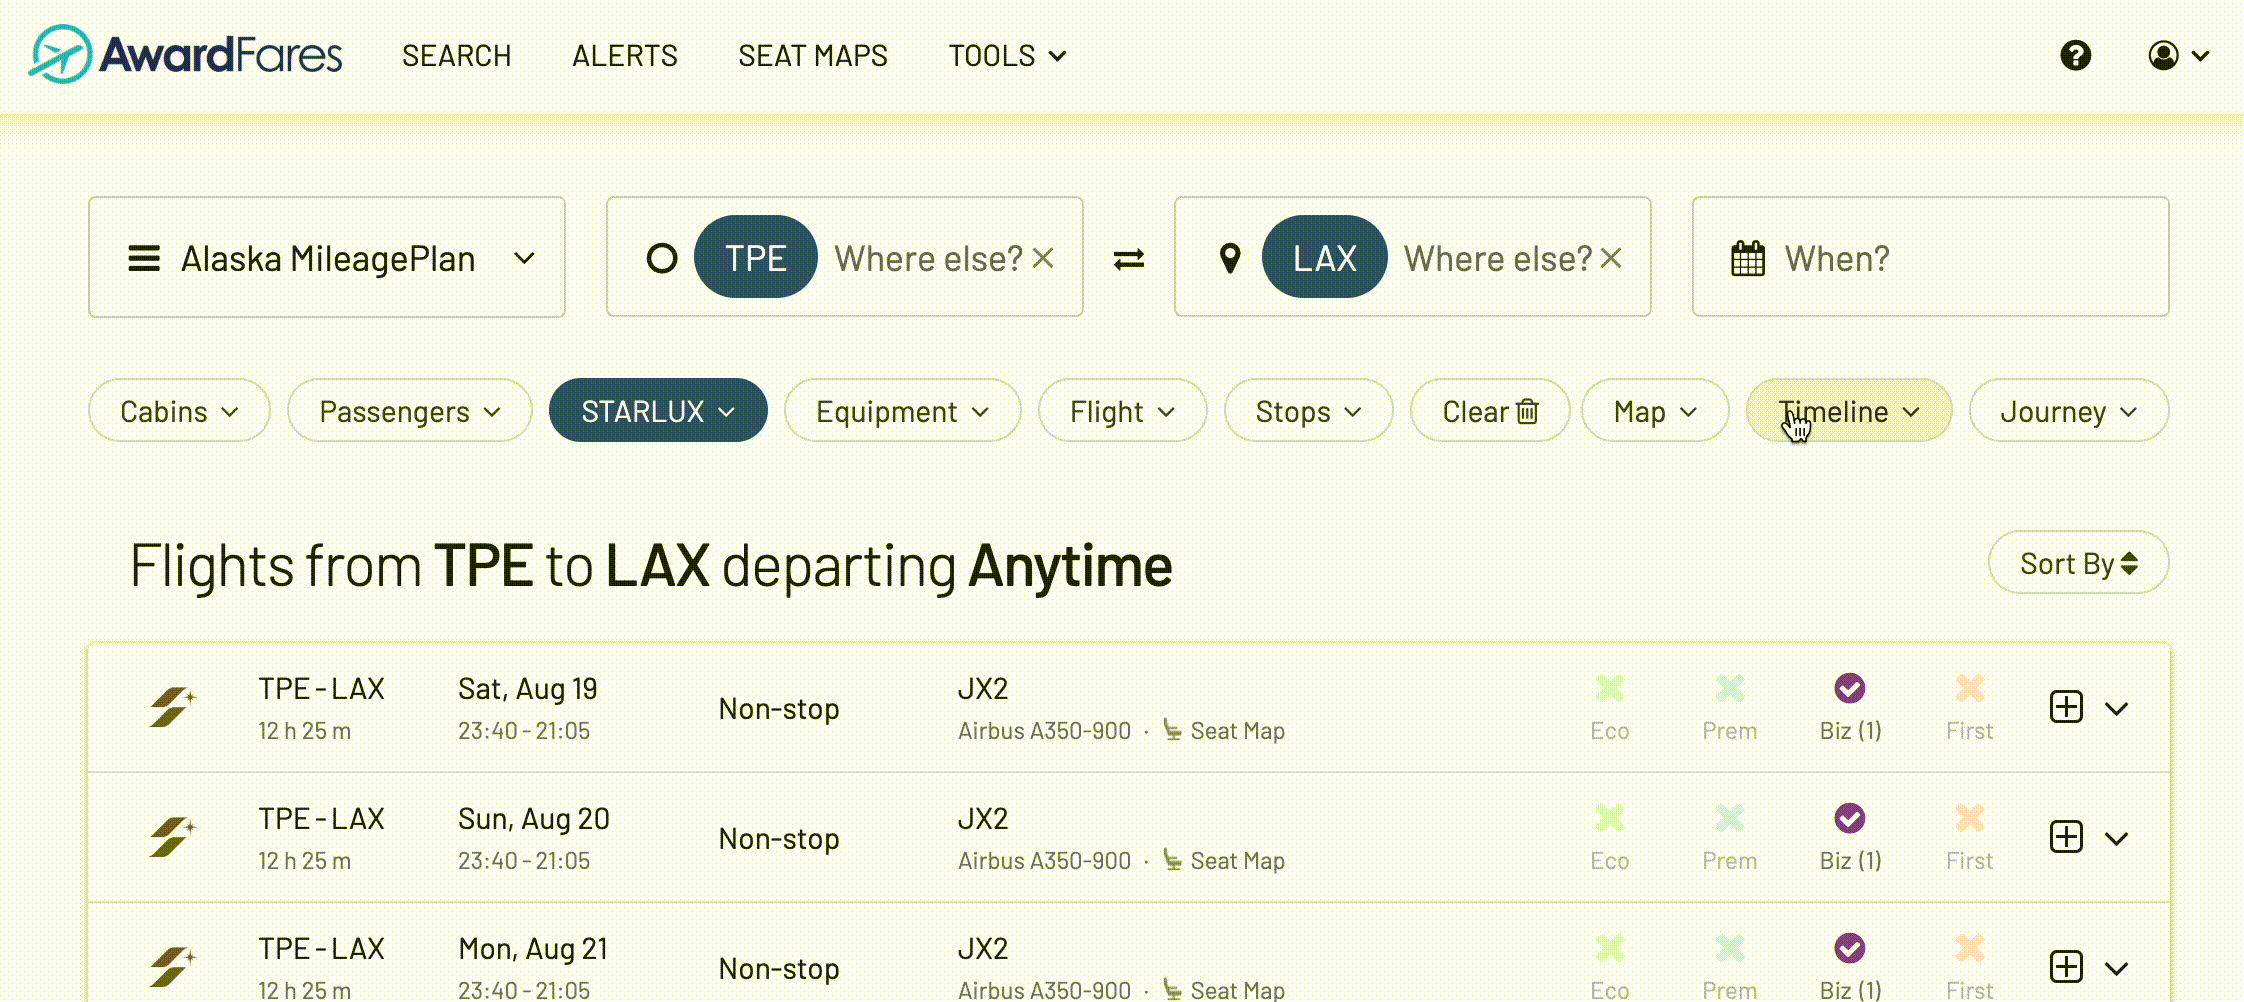 AwardFares SEARCH ALERTS SEAT MAPS TOOLS
Alaska MileagePlan TPE Where else? LAX Where else? When?
Cabins Passengers STARLUX Equipment Flight Stops Clear Map Timeline Journey
Flights from TPE to LAX departing Anytime Sort By
TPE - LAX Sat, Aug 19 Non-stop JX2
12 h 25 m 23:40 - 21:05 Airbus A350-900 · Seat Map Eco Prem Biz (1) First
TPE - LAX Sun, Aug 20 Non-stop JX2
12 h 25 m 23:40 - 21:05 Airbus A350-900 · Seat Map Eco Prem Biz (1) First
TPE - LAX Mon, Aug 21 Non-stop JX2
12 h 25 m 23:40 - 21:05 Airbus A350-900 · Seat Map Eco Prem Biz (1) First